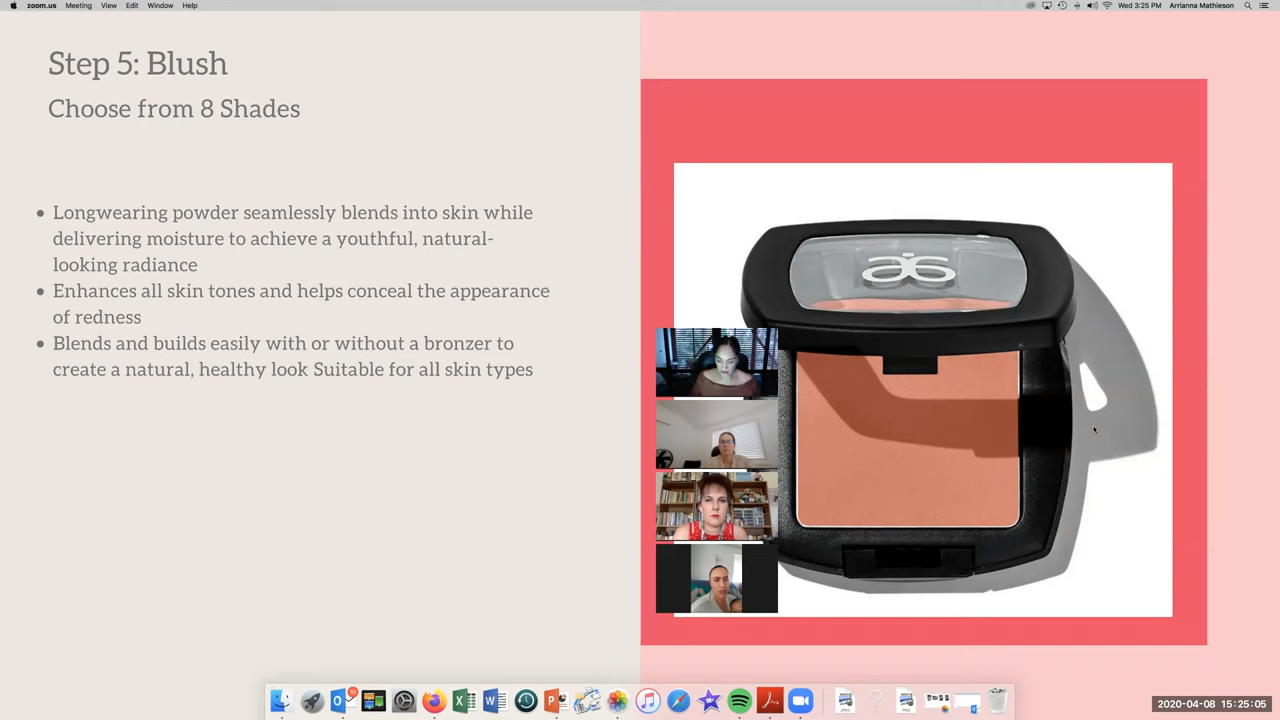 zoom.us Meeting View Edit Window Help
Wed 3:25 PM Arrianna Mathieson
Step 5: Blush
Choose from 8 Shades
Longwearing powder seamlessly blends into skin while
delivering moisture to achieve a youthful, natural-
looking radiance
Enhances all skin tones and helps conceal the appearance
of redness
Blends and builds easily with or without a bronzer to
create a natural, healthy look Suitable for all skin types
2020-04-08 15:25:05